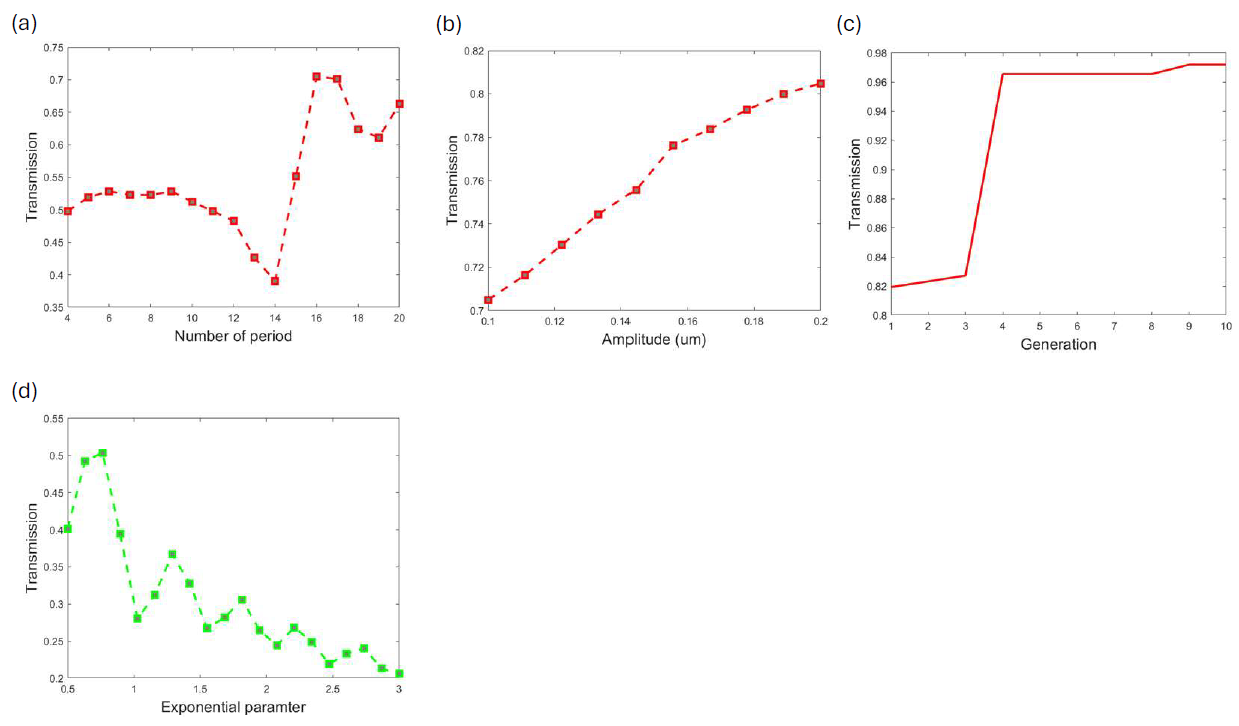 (a)
0.75
0.7
0.65
0.6
0.55
0.5
0.45
0.4
0.35
Transmission
4 6 8 10 12 14 16 18 20
Number of period
(b)
0.82
0.8
0.78
0.76
0.74
0.72
0.7
Transmission
0.1 0.12 0.14 0.16 0.18 0.2
Amplitude (um)
(c)
0.98
0.96
0.94
0.92
0.9
0.88
0.86
0.84
0.82
0.8
Transmission
1 2 3 4 5 6 7 8 9 10
Generation
(d)
0.55
0.5
0.45
0.4
0.35
0.3
0.25
0.2
Transmission
0.5 1 1.5 2 2.5 3
Exponential paramter